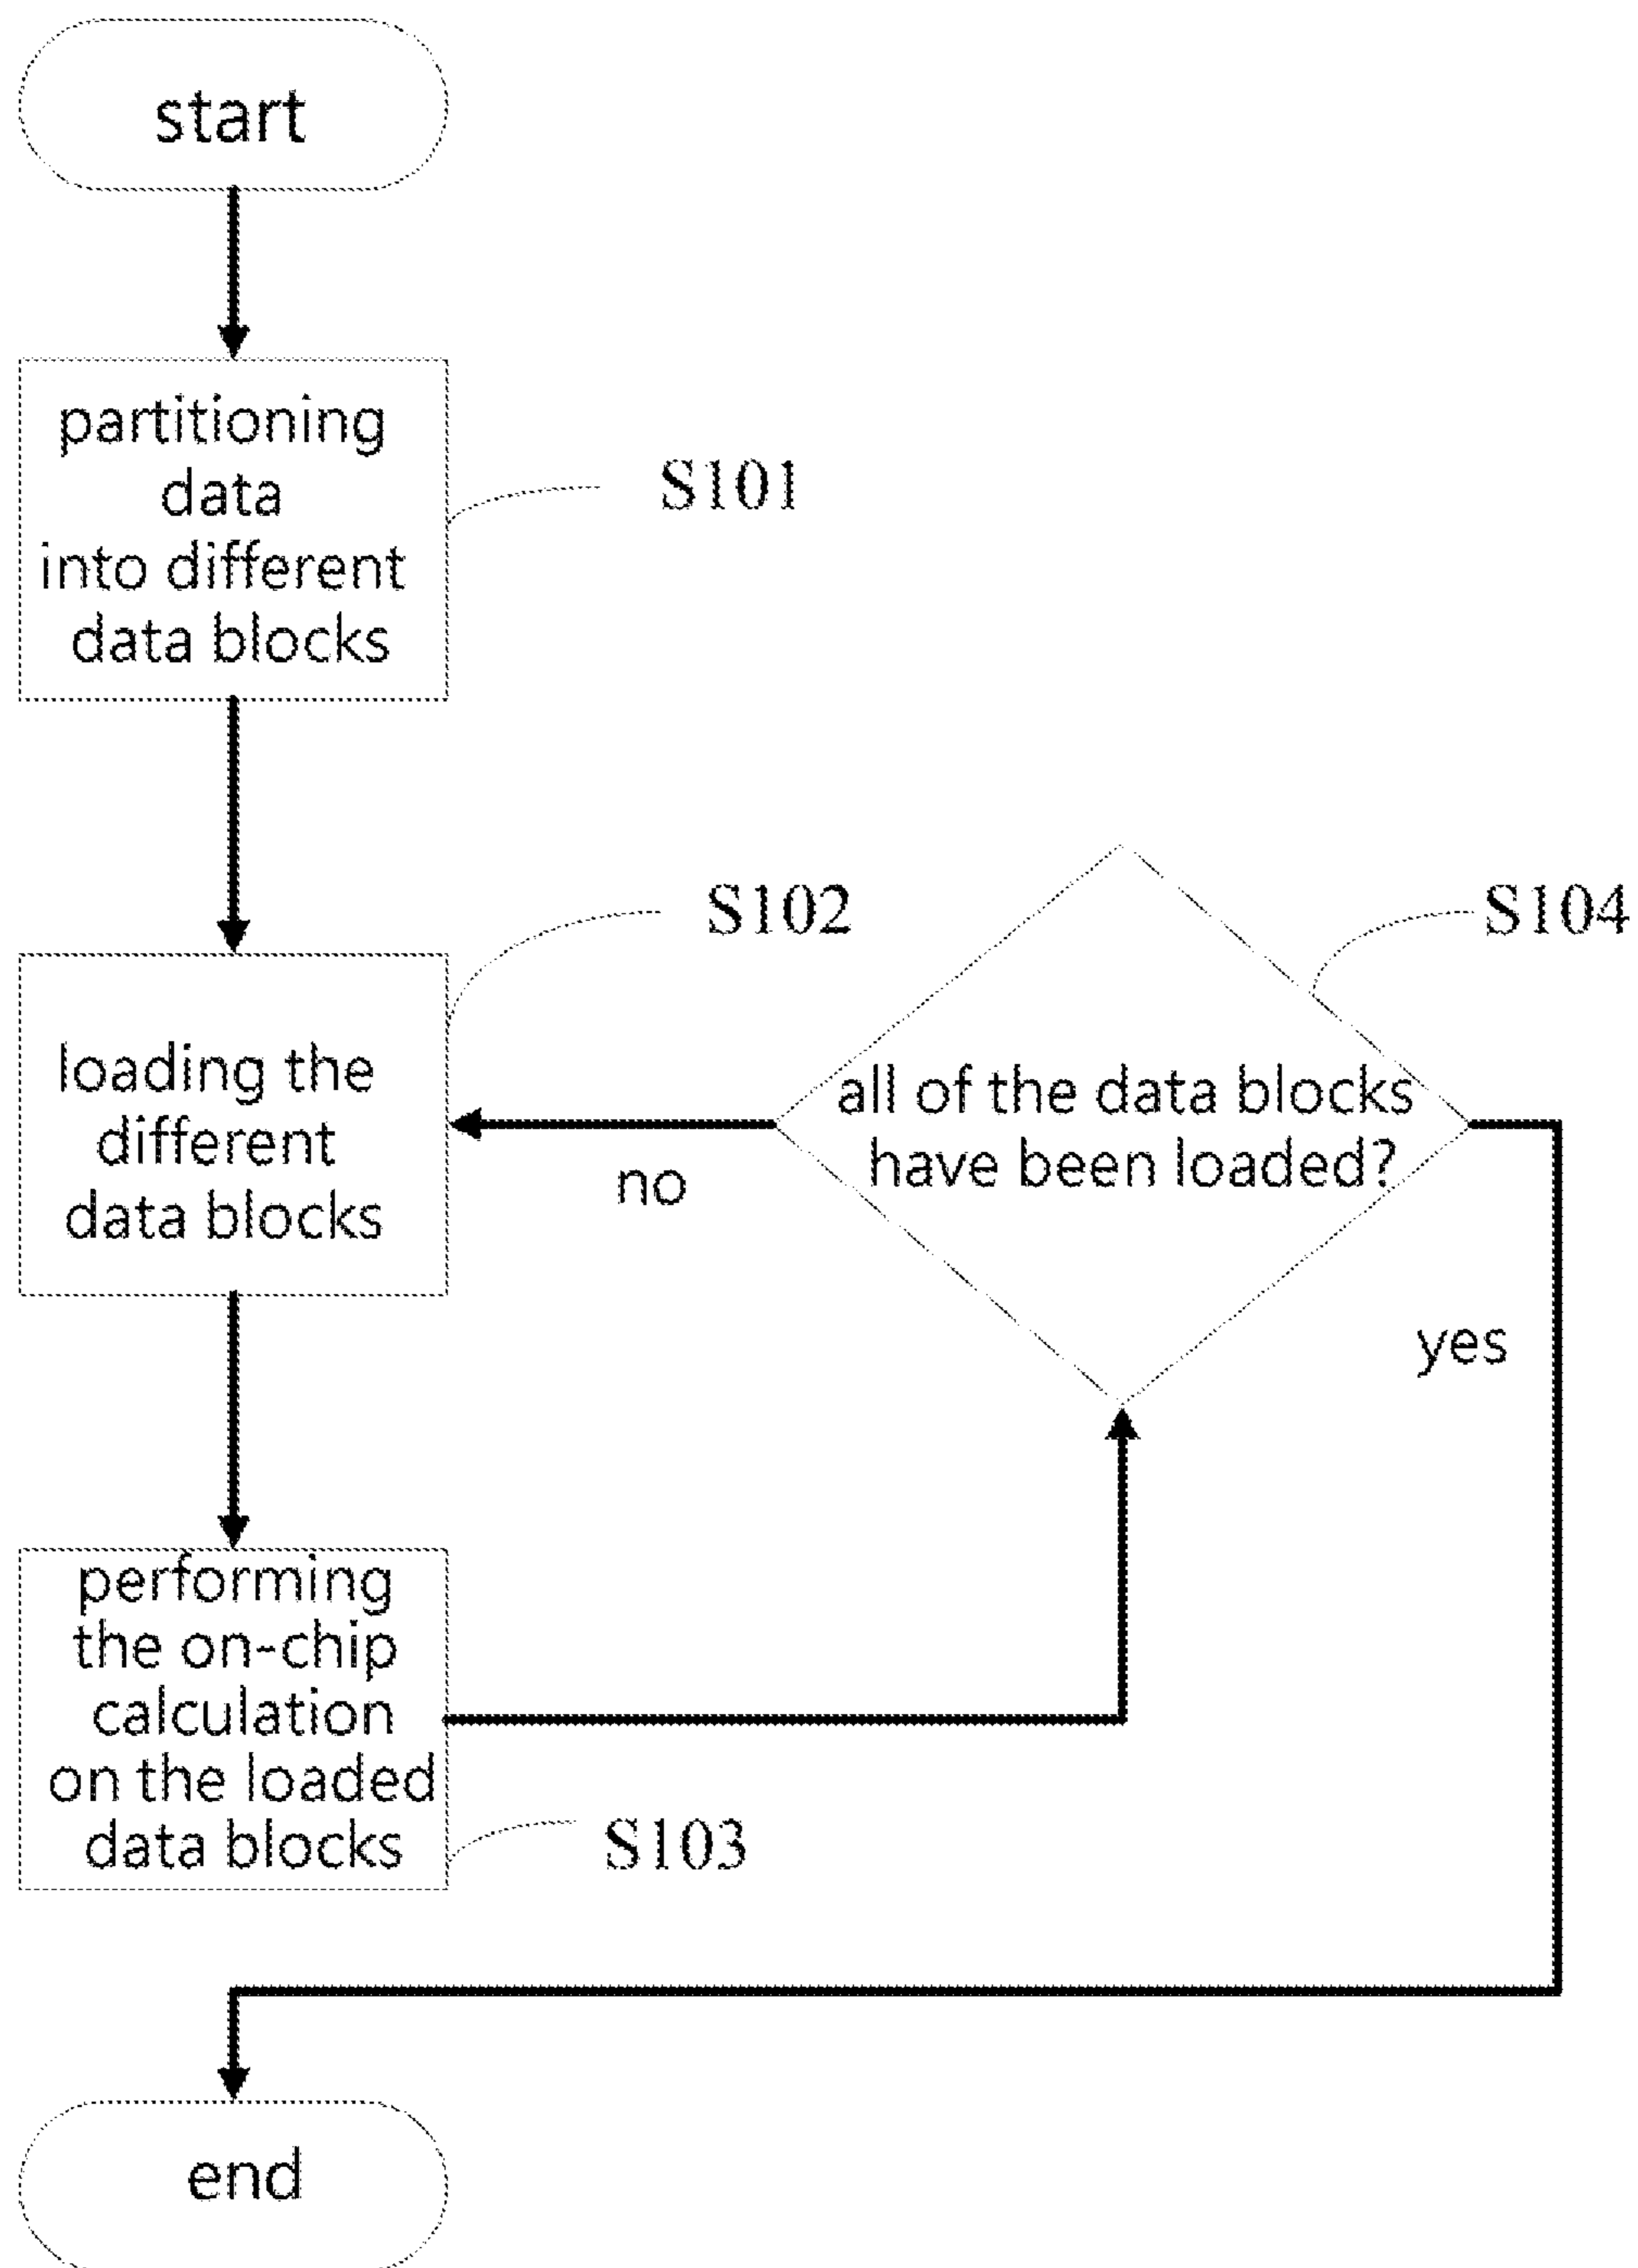 start
partitioning
data
into different
data blocks
S101
S102
loading the
different
data blocks
no
S104
all of the data blocks
have been loaded?
yes
performing
the on-chip
calculation
on the loaded
data blocks
S103
end